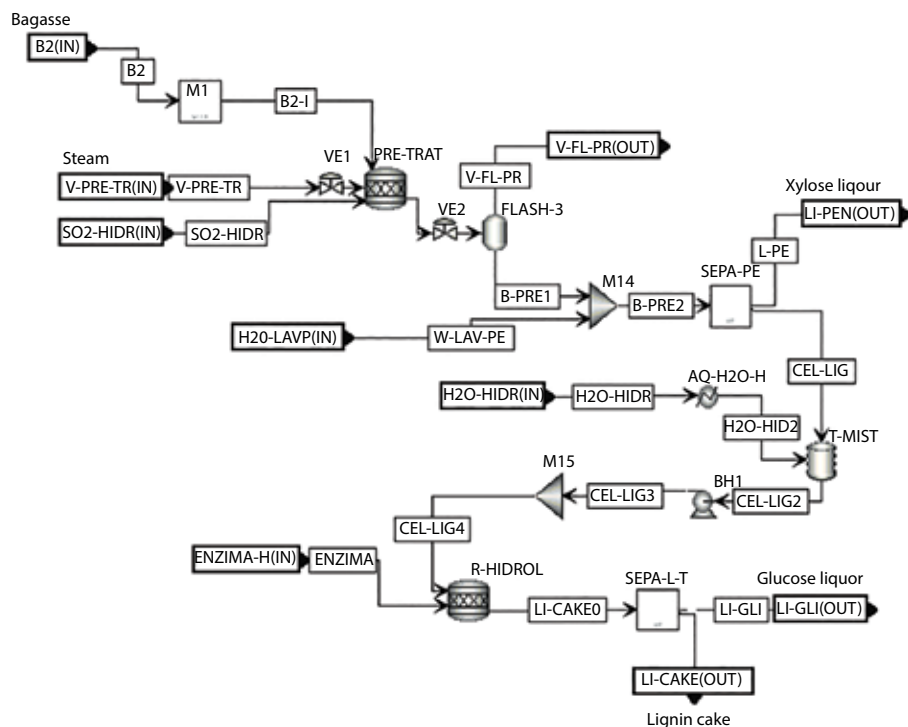 Bagasse
B2(IN)
B2
M1
B2-I
Steam
VE1
PRE-TRAT
V-FL-PR(OUT)
V-PRE-TR(IN)
V-PRE-TR
V-FL-PR
VE2
FLASH-3
Xylose liqour
LI-PEN(OUT)
SO2-HIDR(IN)
SO2-HIDR
L-PE
SEPA-PE
M14
B-PRE1
B-PRE2
H20-LAVP(IN)
W-LAV-PE
CEL-LIG
AQ-H2O-H
H2O-HIDR(IN)
H2O-HIDR
H2O-HID2
T-MIST
M15
BH1
CEL-LIG3
CEL-LIG2
CEL-LIG4
ENZIMA-H(IN)
ENZIMA
R-HIDROL
SEPA-L-T
Glucose liquor
LI-CAKE0
LI-GLI
LI-GLI(OUT)
LI-CAKE(OUT)
Lignin cake